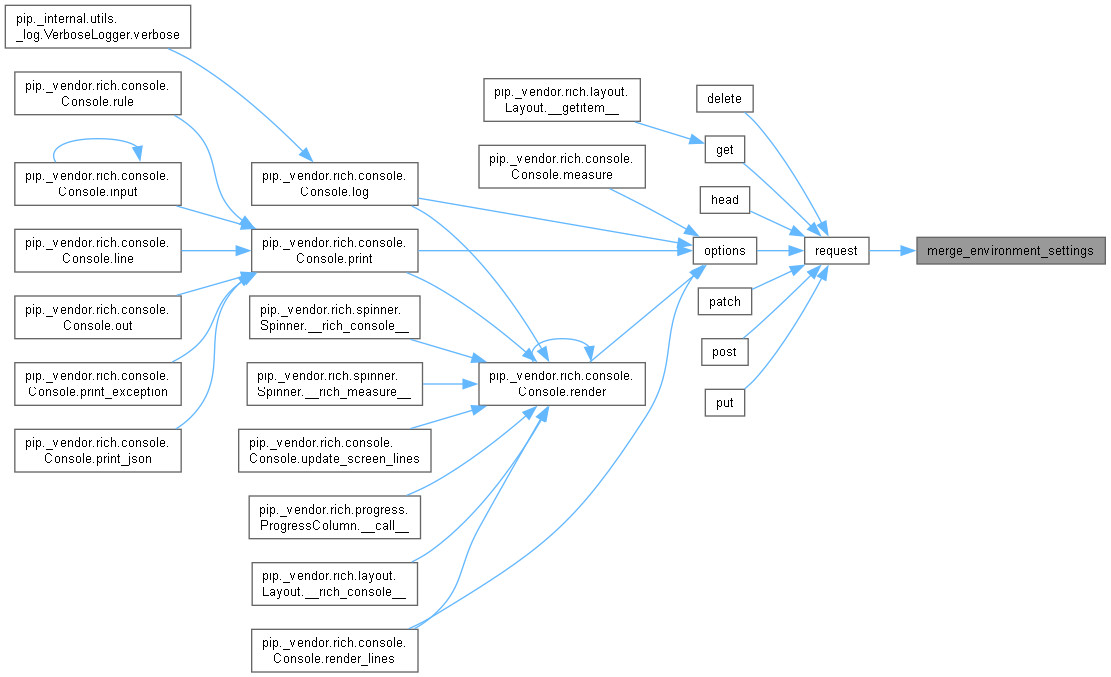 pip._internal.utils.
_log.VerboseLogger.verbose
pip._vendor.rich.console.
Console.rule
pip._vendor.rich.console.
Console.input
pip._vendor.rich.console.
Console.line
pip._vendor.rich.console.
Console.out
pip._vendor.rich.console.
Console.print_exception
pip._vendor.rich.console.
Console.print_json
pip._vendor.rich.console.
Console.log
pip._vendor.rich.console.
Console.print
pip._vendor.rich.spinner.
Spinner.__rich_console__
pip._vendor.rich.spinner.
Spinner.__rich_measure__
pip._vendor.rich.console.
Console.update_screen_lines
pip._vendor.rich.progress.
ProgressColumn.__call__
pip._vendor.rich.layout.
Layout.__rich_console__
pip._vendor.rich.console.
Console.render_lines
pip._vendor.rich.layout.
Layout.__getitem__
pip._vendor.rich.console.
Console.measure
pip._vendor.rich.console.
Console.render
delete
get
head
options
patch
post
put
request
merge_environment_settings